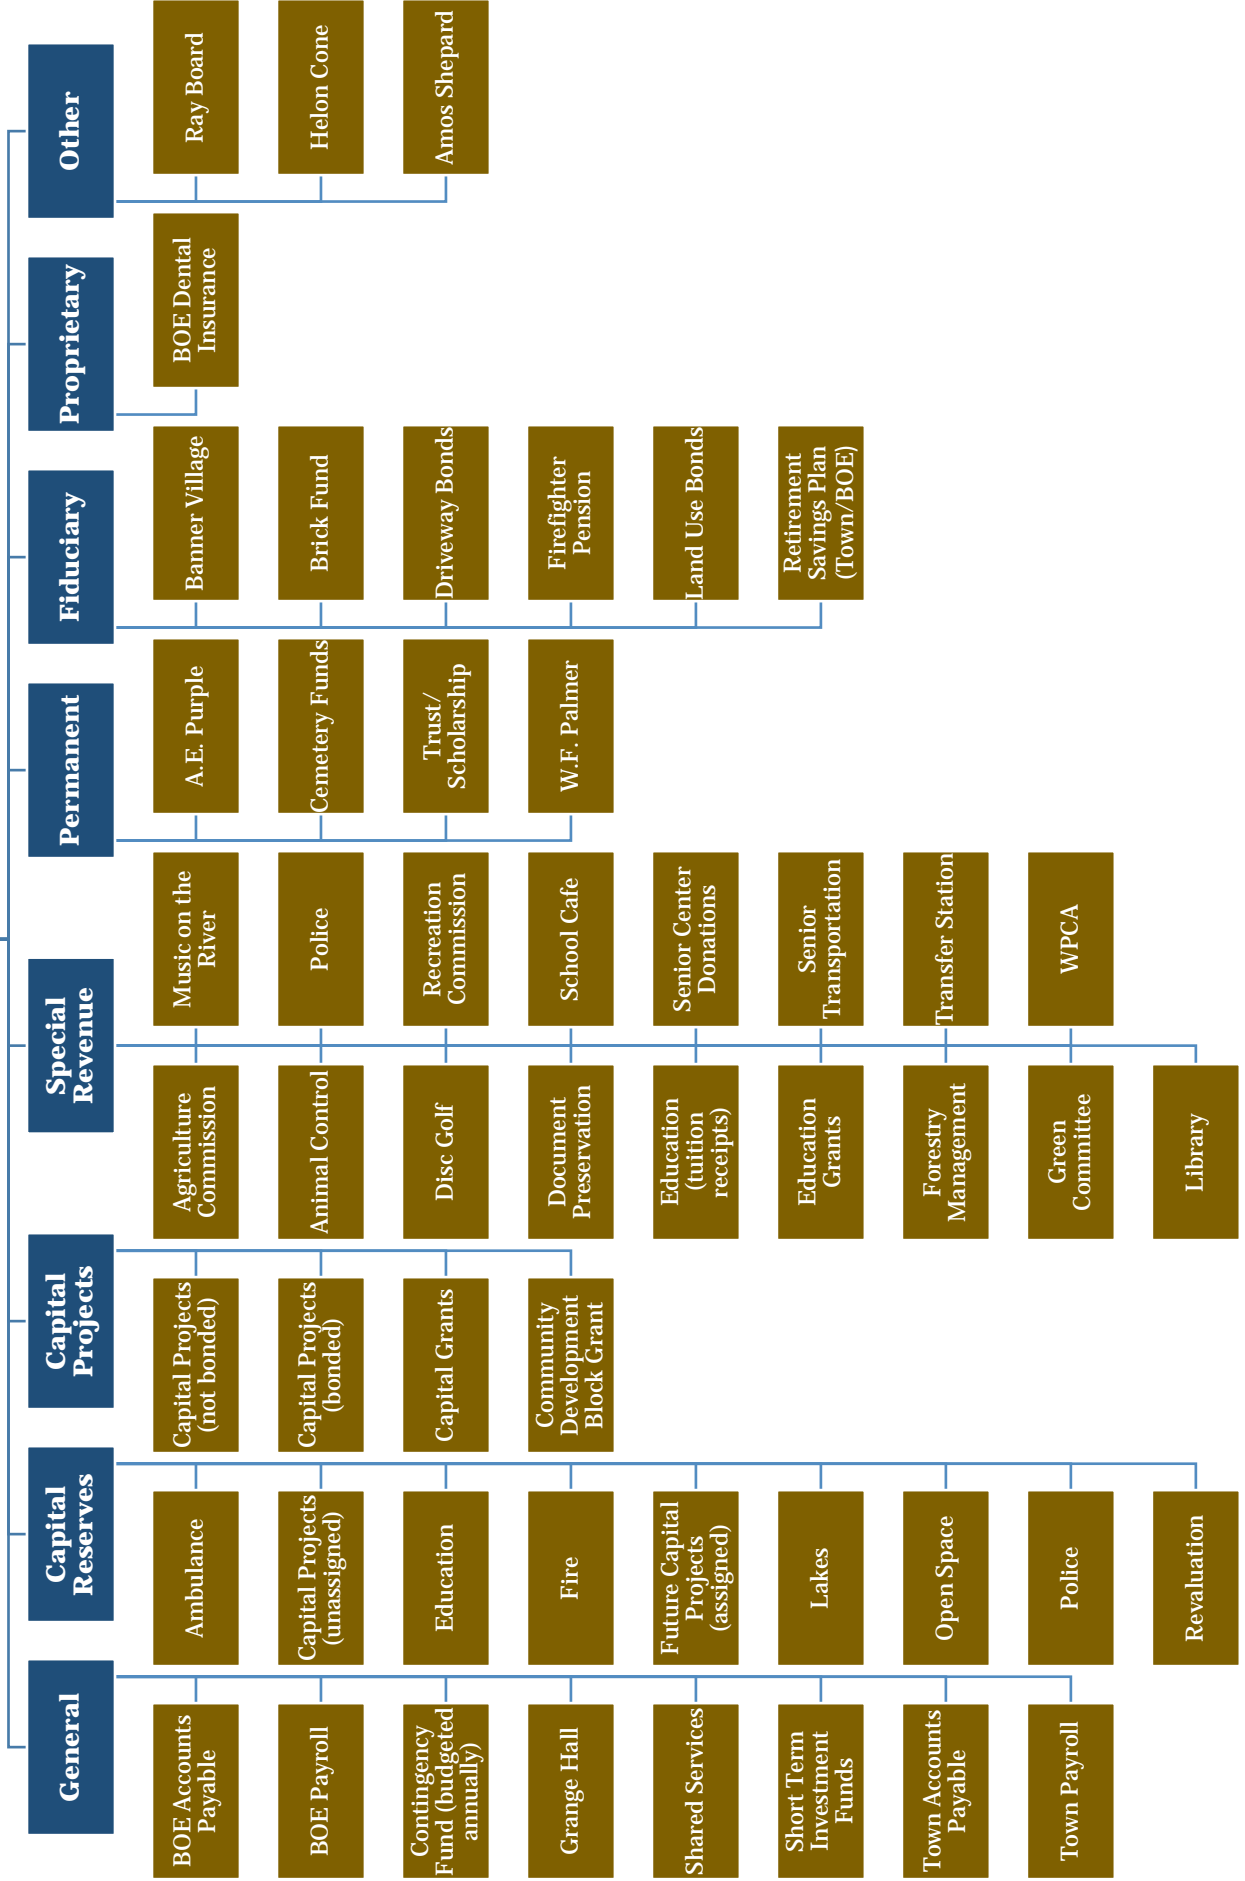 General
BOE Accounts
Payable
BOE Payroll
Contingency
Fund (budgeted
annually)
Grange Hall
Shared Services
Short Term
Investment
Funds
Town Accounts
Payable
Town Payroll
Capital
Reserves
Ambulance
Capital Projects
(unassigned)
Education
Fire
Future Capital
Projects
(assigned)
Lakes
Open Space
Police
Revaluation
Capital
Projects
Capital Projects
(not bonded)
Capital Projects
(bonded)
Capital Grants
Community
Development
Block Grant
Special
Revenue
Agriculture
Commission
Animal Control
Disc Golf
Document
Preservation
Education
(tuition
receipts)
Education
Grants
Forestry
Management
Green
Committee
Library
Music on the
River
Police
Recreation
Commission
School Cafe
Senior Center
Donations
Senior
Transportation
Transfer Station
WPCA
Permanent
A.E. Purple
Cemetery Funds
Trust/
Scholarship
W.F. Palmer
Fiduciary
Banner Village
Brick Fund
Driveway Bonds
Firefighter
Pension
Land Use Bonds
Retirement
Savings Plan
(Town/BOE)
Proprietary
BOE Dental
Insurance
Other
Ray Board
Helon Cone
Amos Shepard